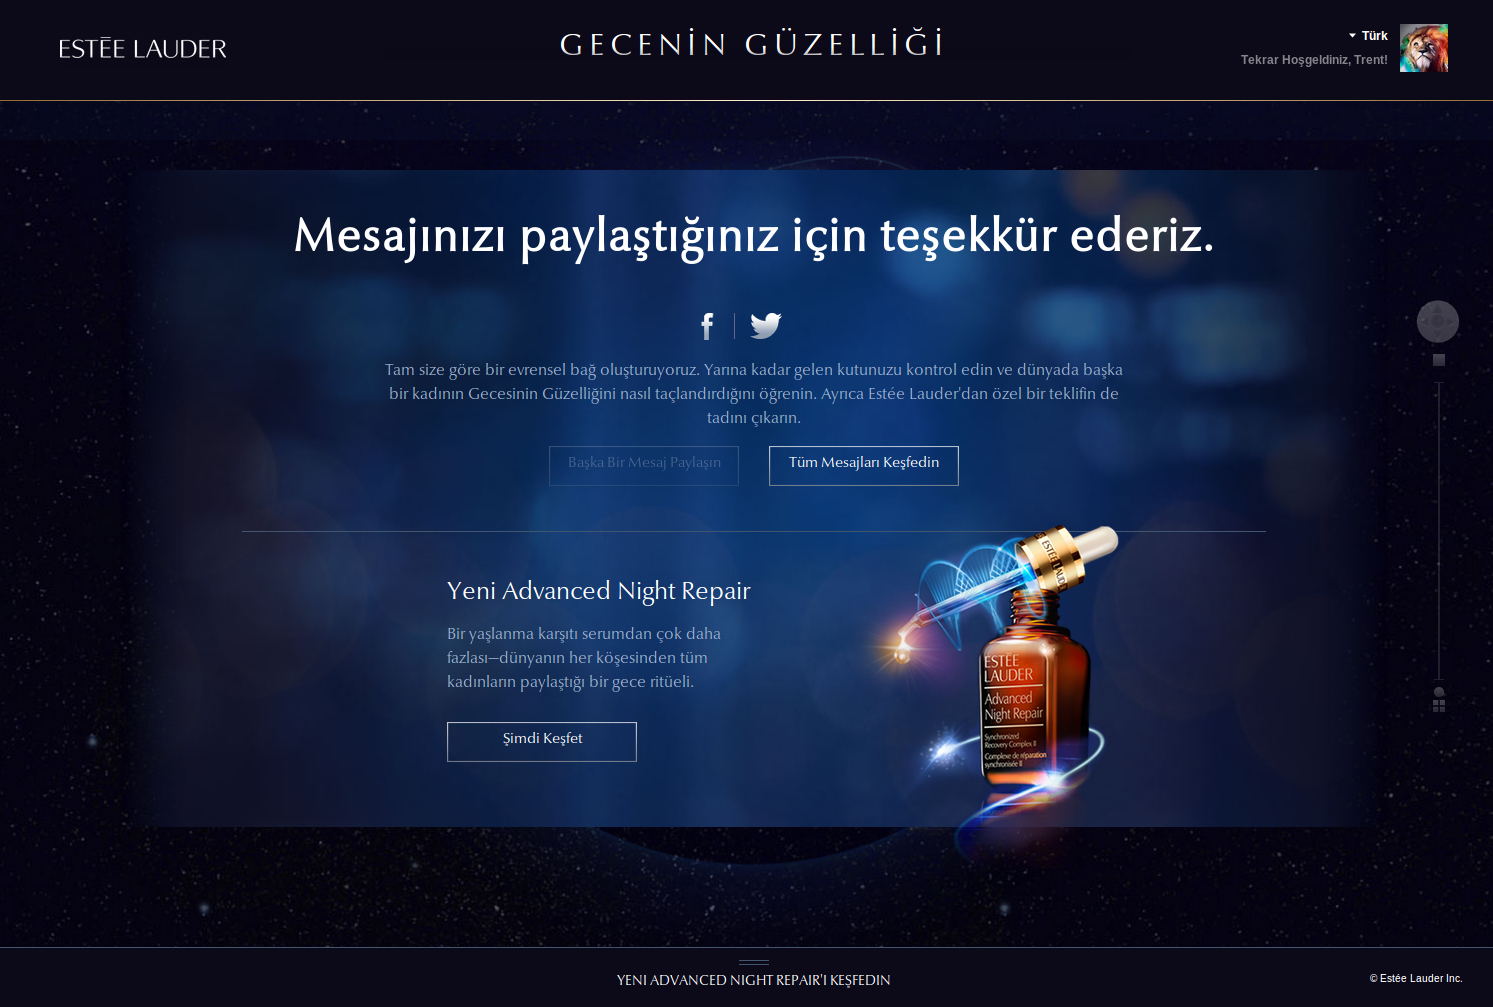 ESTĒE LAUDER
GECENİN GÜZELLİĞİ
Türk
Tekrar Hoşgeldiniz, Trent!
Mesajınızı paylaştığınız için teşekkür ederiz.
Tam size göre bir evrensel bağ oluşturuyoruz. Yarına kadar gelen kutunuzu kontrol edin ve dünyada başka
bir kadının Gecesinin Güzelliğini nasıl taçlandırdığını öğrenin. Ayrıca Estée Lauder'dan özel bir teklifin de
tadını çıkarın.
Başka Bir Mesaj Paylaşın
Tüm Mesajları Keşfedin
Yeni Advanced Night Repair
Bir yaşlanma karşıtı serumdan çok daha
fazlası—dünyanın her köşesinden tüm
kadınların paylaştığı bir gece ritüeli.
Şimdi Keşfet
ESTĒE LAUDER
ESTĒE
LAUDER
Advanced
Night Repair
Synchronized
Recovery Complex II
Complexe de réparation
synchronisée II
YENI ADVANCED NIGHT REPAIR'I KEŞFEDIN
© Estée Lauder Inc.